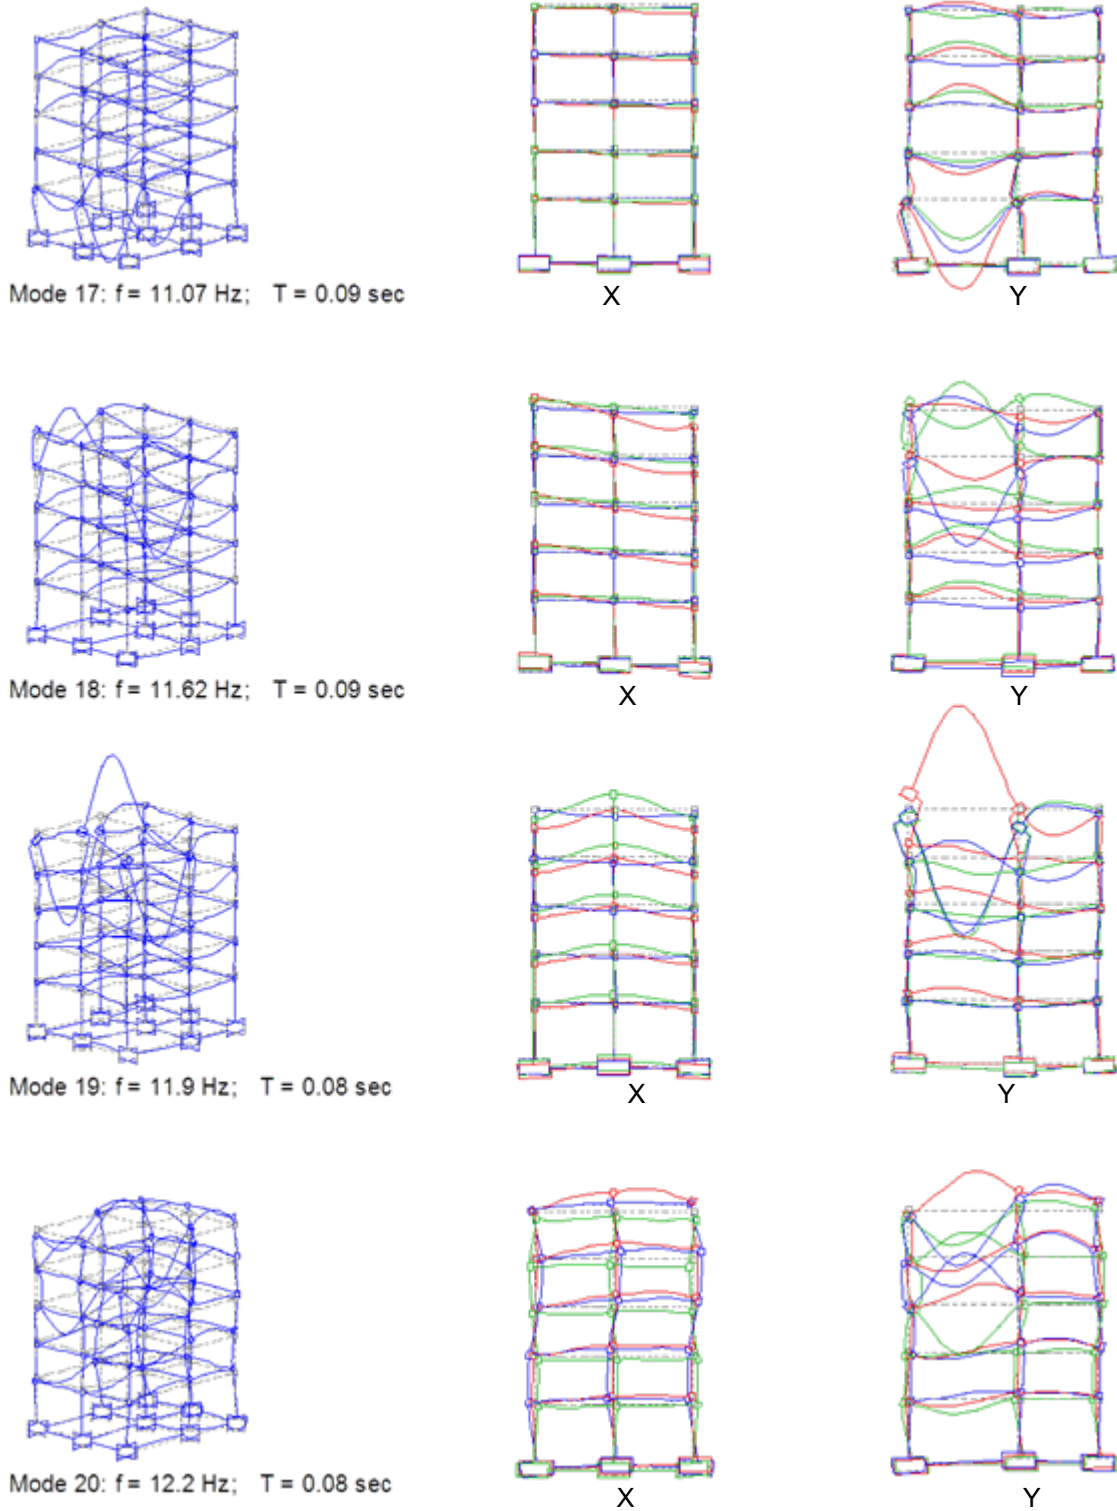 X
Y
Mode 17: f = 11.07 Hz; T = 0.09 sec
X
Y
Mode 18: f = 11.62 Hz; T = 0.09 sec
X
Y
Mode 19: f = 11.9 Hz; T = 0.08 sec
X
Y
Mode 20: f = 12.2 Hz; T = 0.08 sec